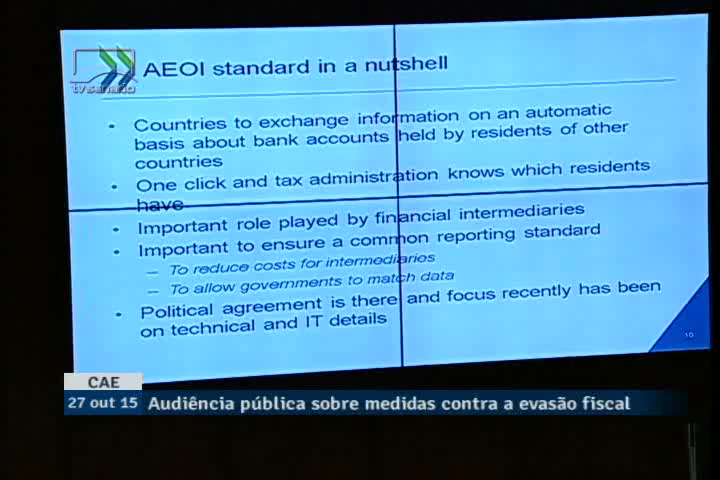 AEOI standard in a nutshell
tv senado
• Countries to exchange information on an automatic
basis about bank accounts held by residents of other
countries
• One click and tax administration knows which residents
have
• Important role played by financial intermediaries
• Important to ensure a common reporting standard
– To reduce costs for intermediaries
– To allow governments to match data
• Political agreement is there and focus recently has been
on technical and IT details
10
CAE
27 out 15 Audiência pública sobre medidas contra a evasão fiscal